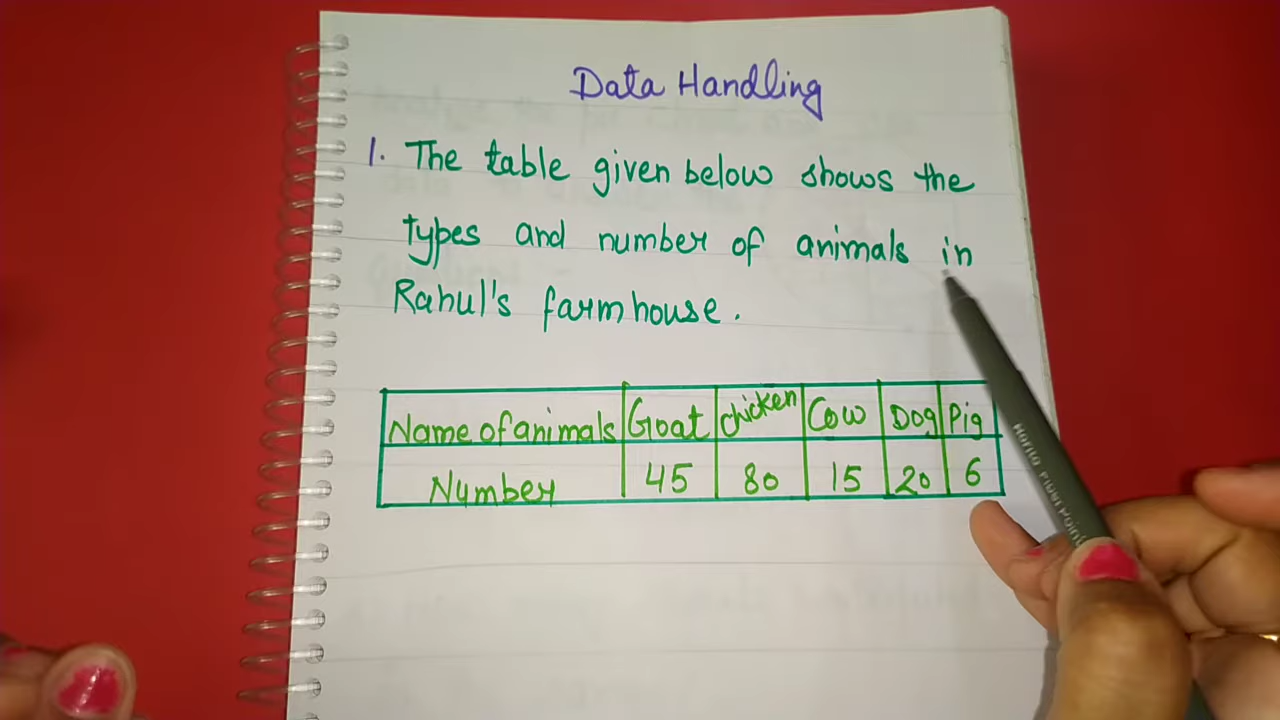 Data Handling
1. The table given below shows the
types and number of animals in
Rahul's farmhouse.
Name of animals Goat chicken Cow Dog Pig
Number 45 80 15 20 6